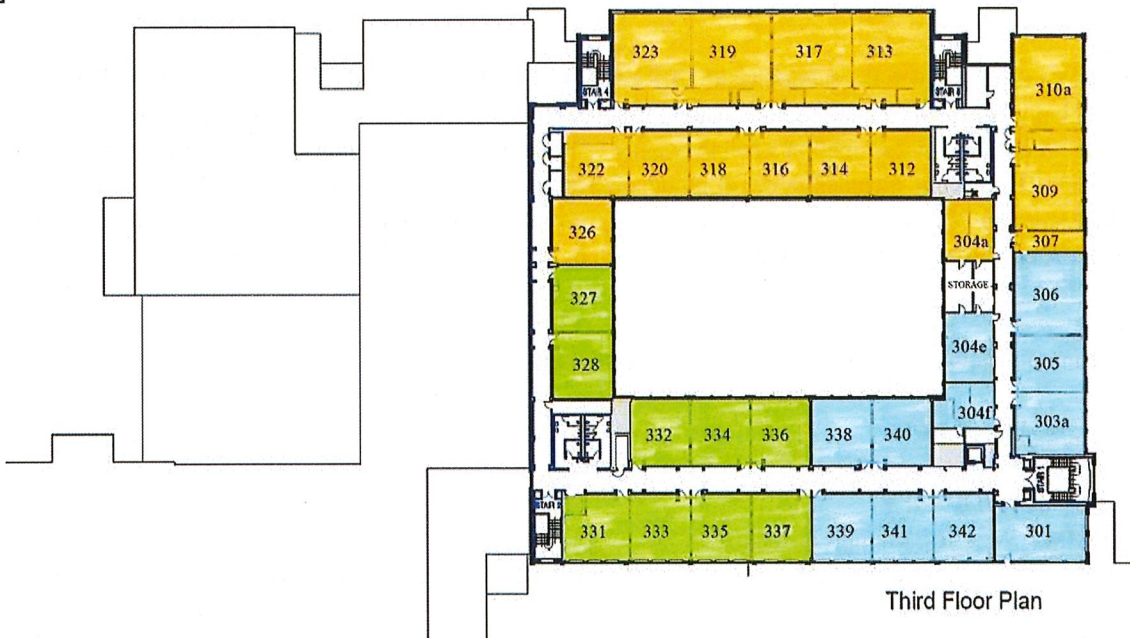 323 319 317 313
310a
STAIR 4
STAIR 3
322 320 318 316 314 312
309
326
304a
307
327
STORAGE
306
328
304e
305
304f
303a
332 334 336 338 340
STAIR 1
STAIR 2
331 333 335 337 339 341 342 301
Third Floor Plan